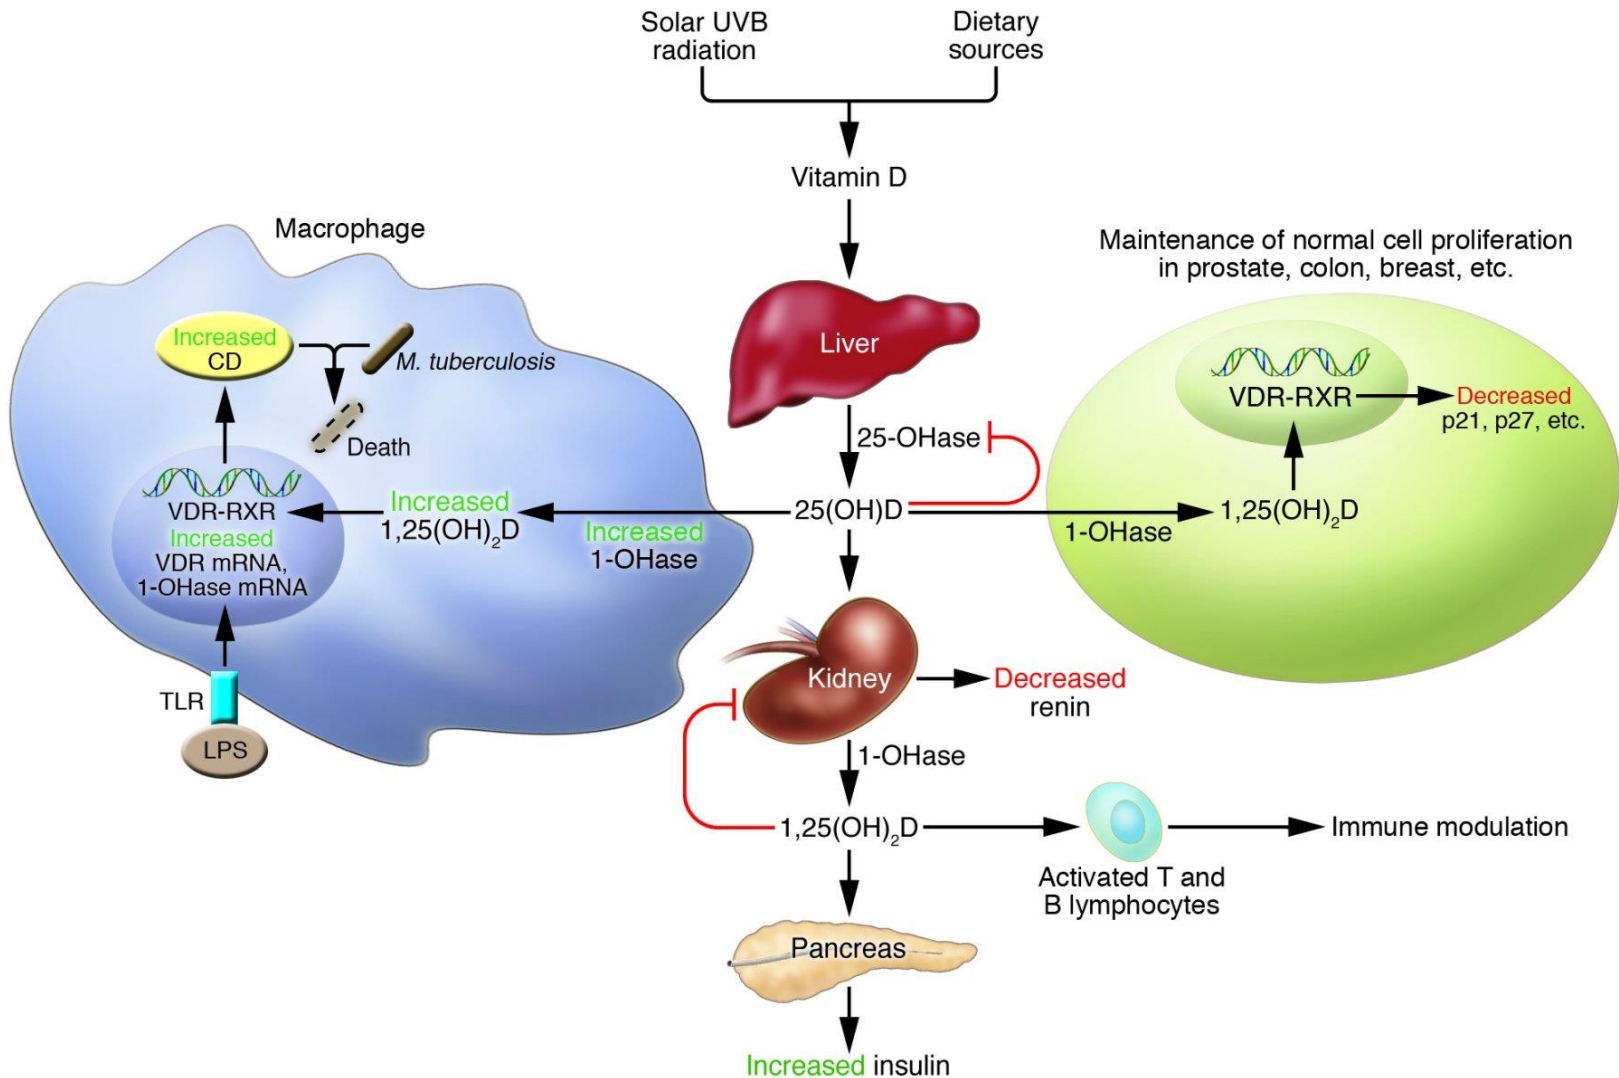 Solar UVB
radiation
Dietary
sources
Vitamin D
Macrophage
Maintenance of normal cell proliferation
in prostate, colon, breast, etc.
Increased
CD
M. tuberculosis
Death
Liver
VDR-RXR
Decreased
p21, p27, etc.
25-OHase
VDR-RXR
Increased
VDR mRNA,
1-OHase mRNA
Increased
1,25(OH)₂D
Increased
1-OHase
25(OH)D
1-OHase
1,25(OH)₂D
TLR
LPS
Kidney
Decreased
renin
1-OHase
1,25(OH)₂D
Activated T and
B lymphocytes
Immune modulation
Pancreas
Increased insulin